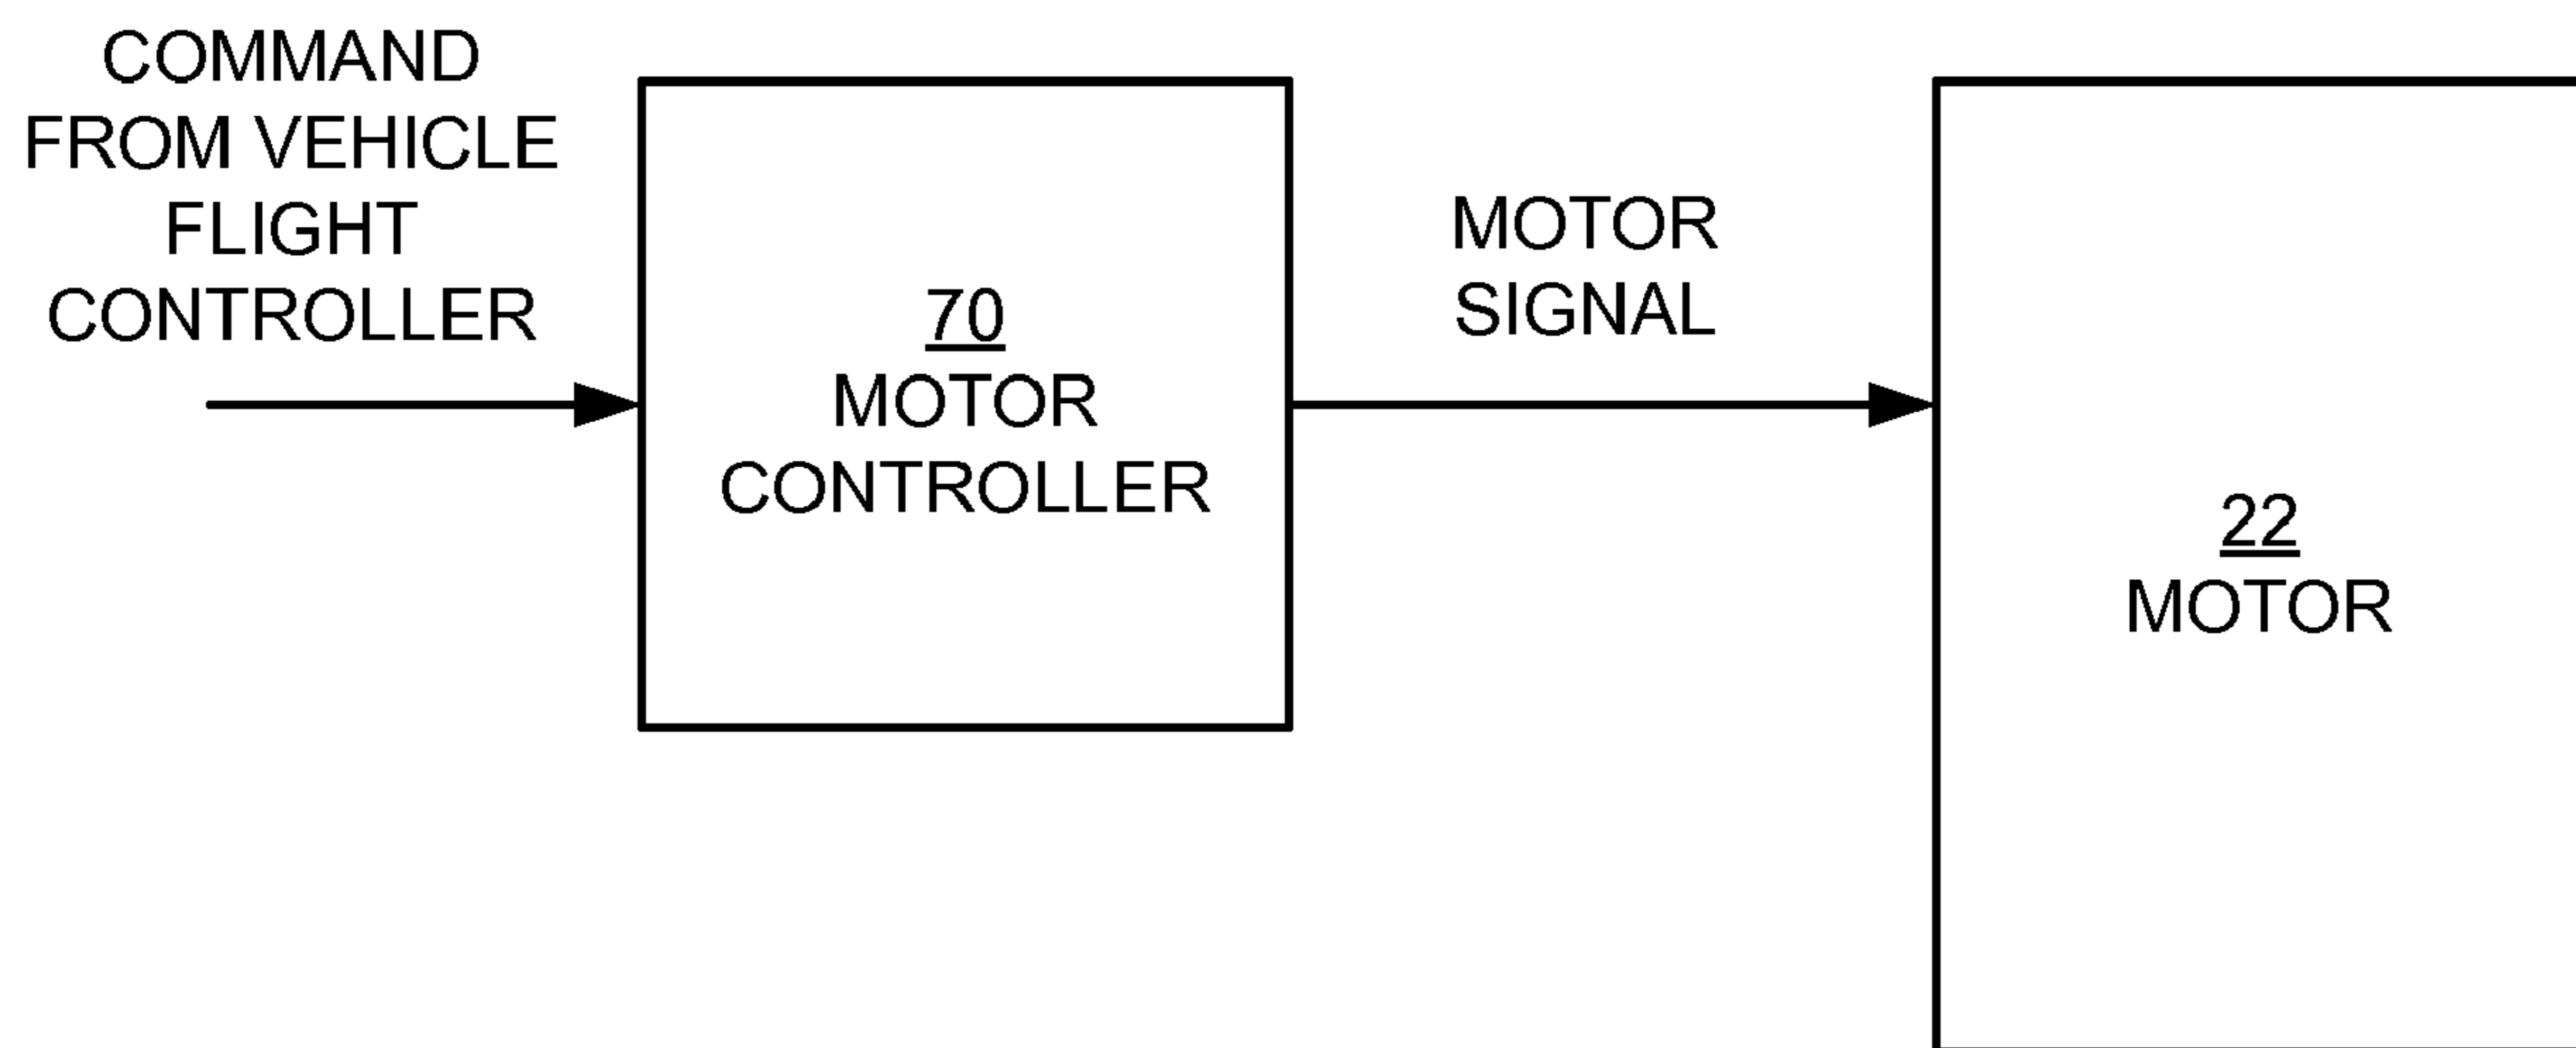 COMMAND
FROM VEHICLE
FLIGHT
CONTROLLER
70
MOTOR
CONTROLLER
MOTOR
SIGNAL
22
MOTOR